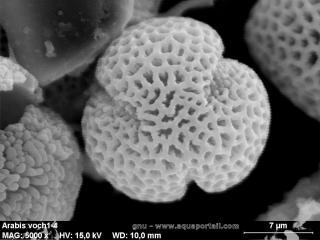 Arabis voch1-4
7 µm
MAG: 5000 x HV: 15,0 kV WD: 10,0 mm
gnu - www.aquaportail.com